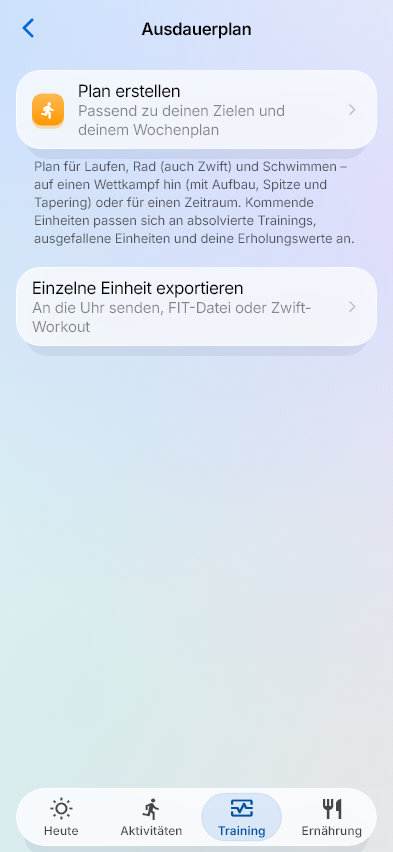 Ausdauerplan
Plan erstellen
Passend zu deinen Zielen und
deinem Wochenplan
Plan für Laufen, Rad (auch Zwift) und Schwimmen –
auf einen Wettkampf hin (mit Aufbau, Spitze und
Tapering) oder für einen Zeitraum. Kommende
Einheiten passen sich an absolvierte Trainings,
ausgefallene Einheiten und deine Erholungswerte an.
Einzelne Einheit exportieren
An die Uhr senden, FIT-Datei oder Zwift-
Workout
Heute
Aktivitäten
Training
Ernährung